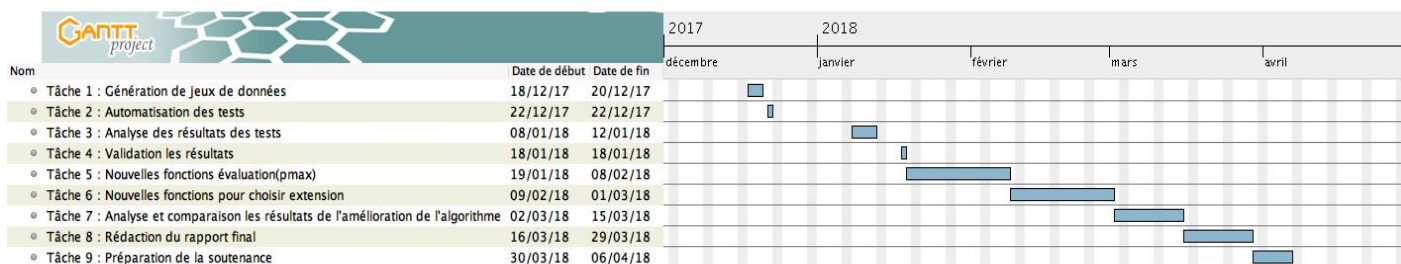 GANTT
project
2017 2018
décembre janvier février mars avril
Nom Date de début Date de fin
Tâche 1 : Génération de jeux de données 18/12/17 20/12/17
Tâche 2 : Automatisation des tests 22/12/17 22/12/17
Tâche 3 : Analyse des résultats des tests 08/01/18 12/01/18
Tâche 4 : Validation les résultats 18/01/18 18/01/18
Tâche 5 : Nouvelles fonctions évaluation(pmax) 19/01/18 08/02/18
Tâche 6 : Nouvelles fonctions pour choisir extension 09/02/18 01/03/18
Tâche 7 : Analyse et comparaison les résultats de l'amélioration de l'algorithme 02/03/18 15/03/18
Tâche 8 : Rédaction du rapport final 16/03/18 29/03/18
Tâche 9 : Préparation de la soutenance 30/03/18 06/04/18